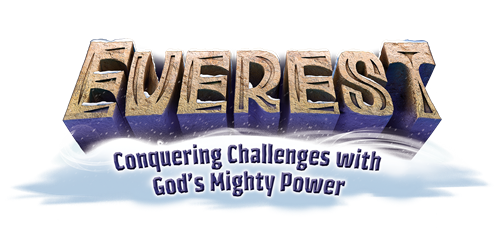 EVEREST
Conquering Challenges with
God's Mighty Power